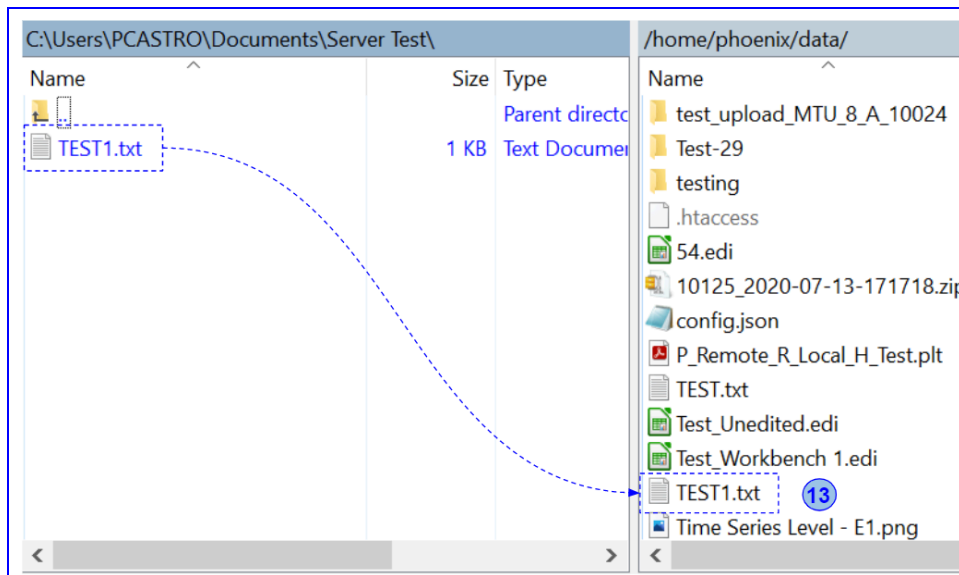 C:\Users\PCASTRO\Documents\Server Test\
Name Size Type
.. Parent directo
TEST1.txt 1 KB Text Documen
/home/phoenix/data/
Name
test_upload_MTU_8_A_10024
Test-29
testing
.htaccess
54.edi
10125_2020-07-13-171718.zip
config.json
P_Remote_R_Local_H_Test.plt
TEST.txt
Test_Unedited.edi
Test_Workbench 1.edi
TEST1.txt 13
Time Series Level - E1.png